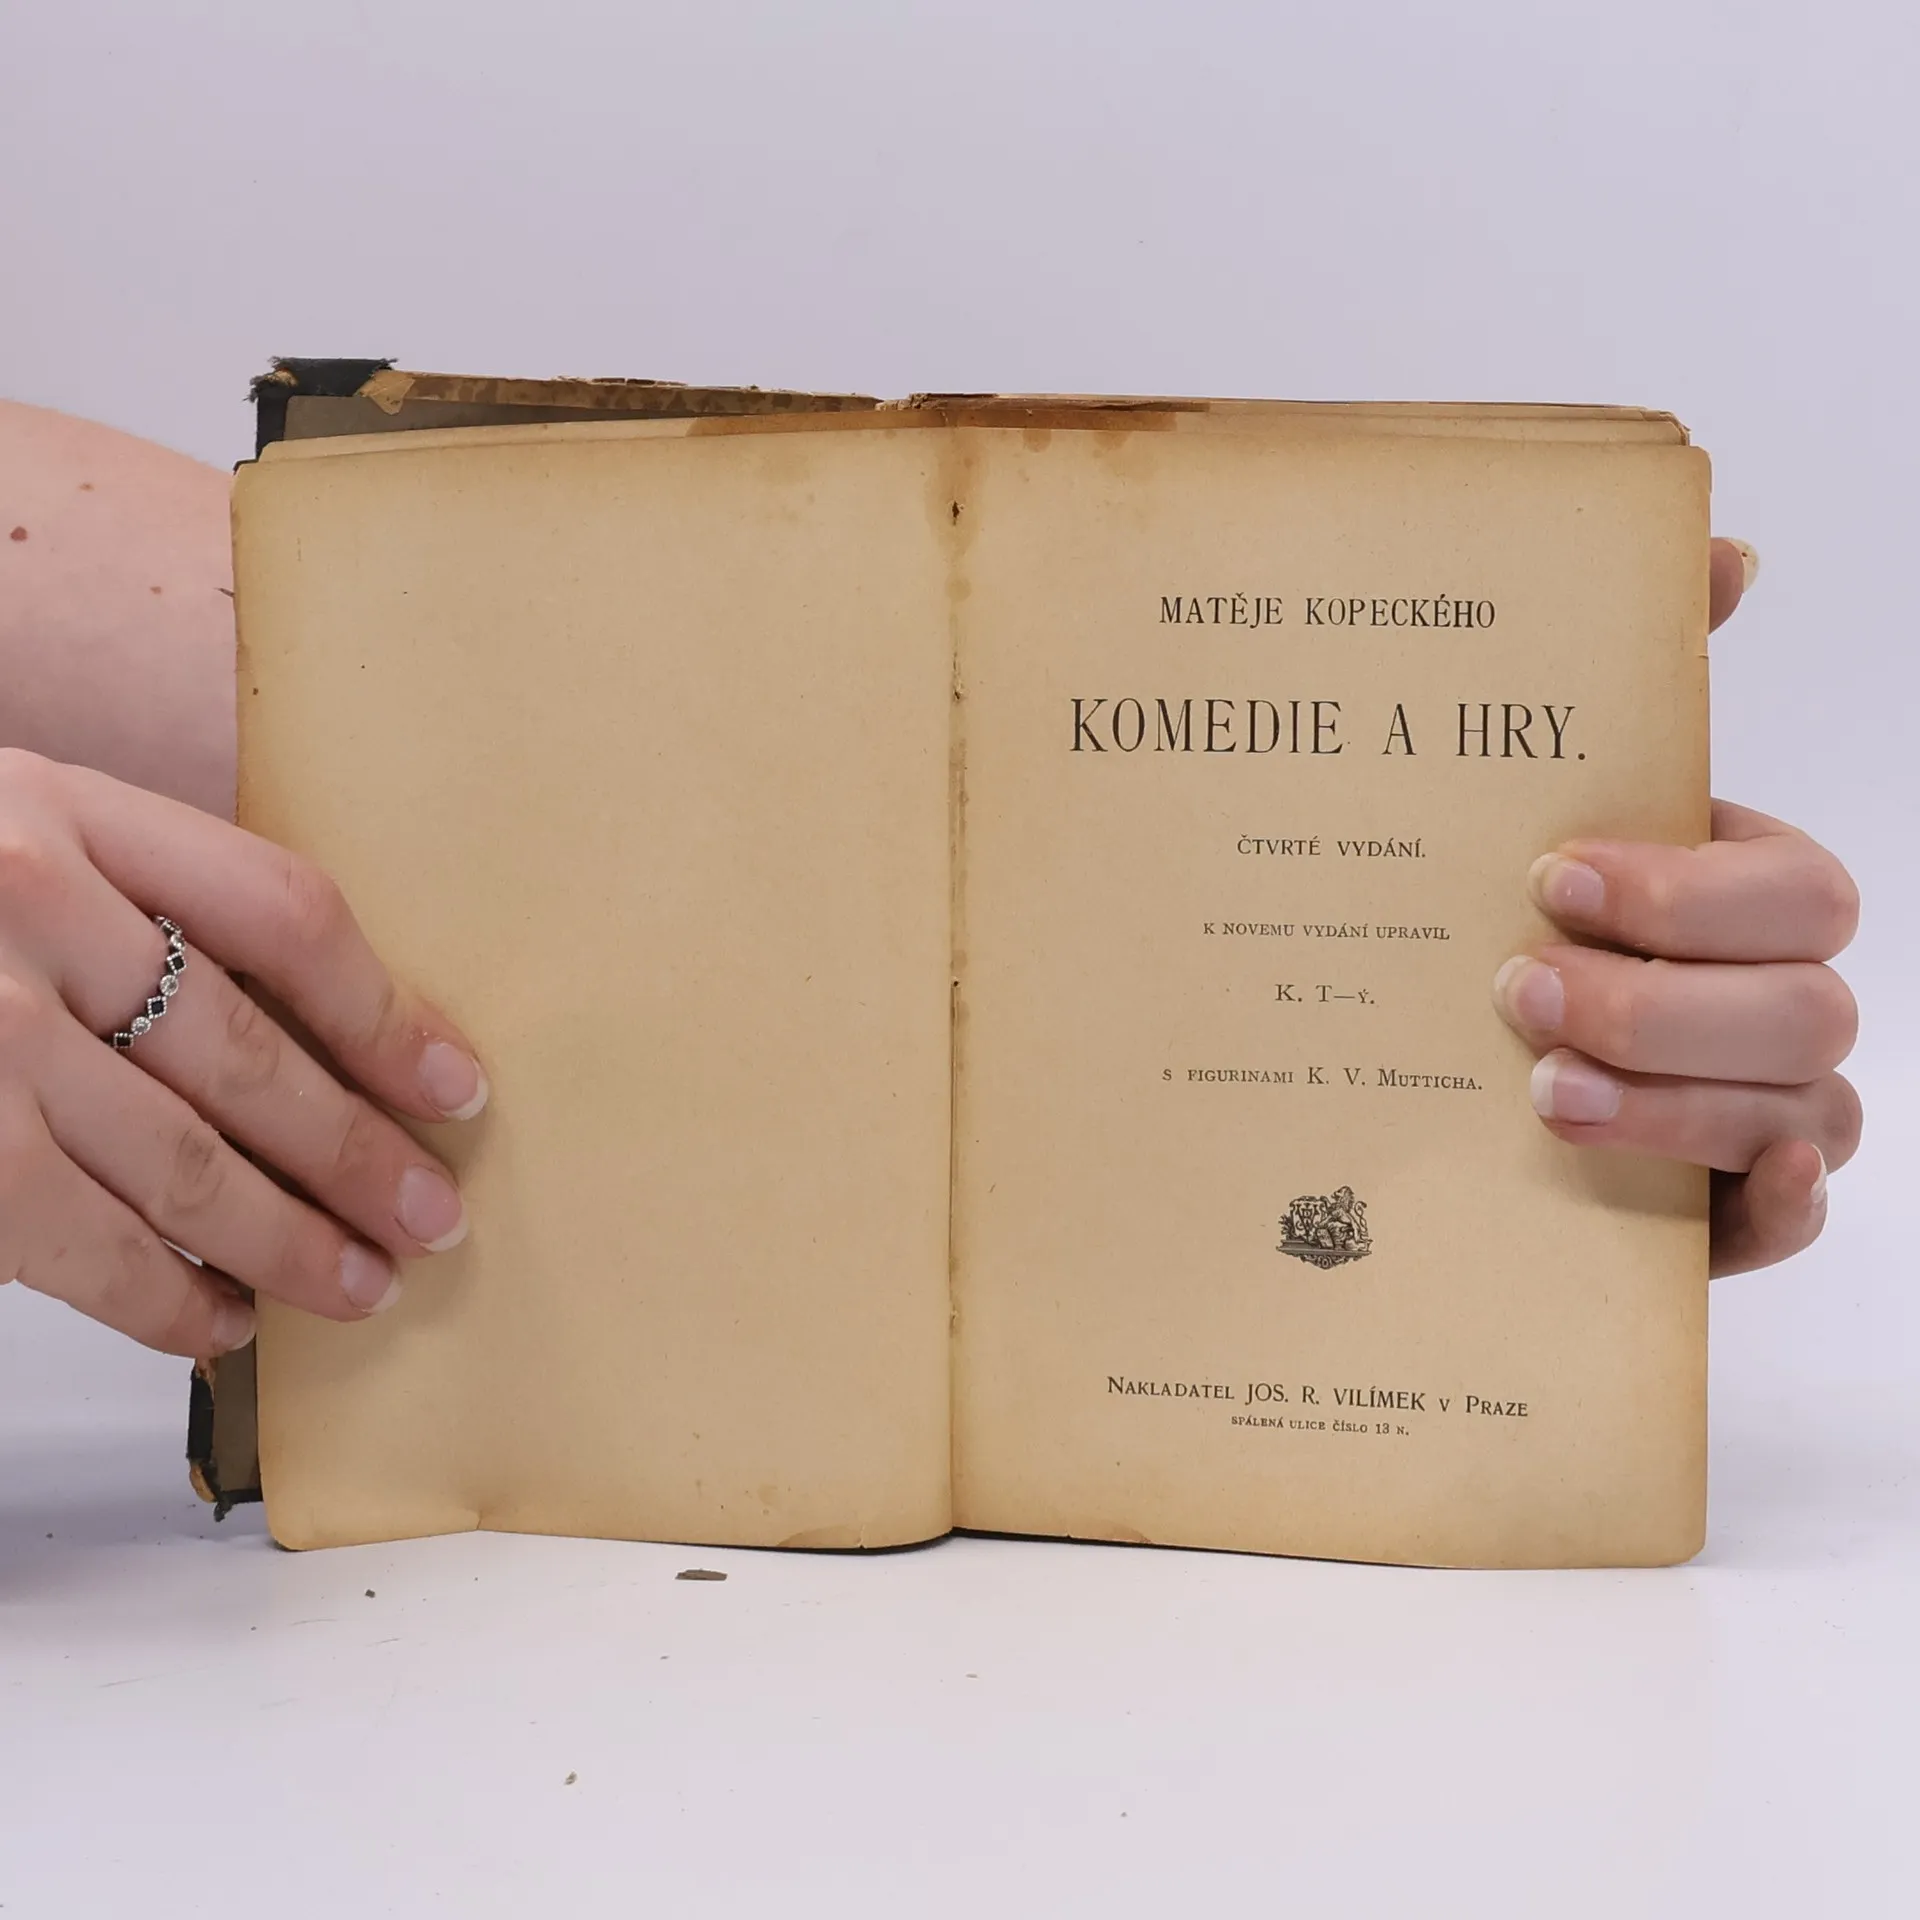 MATĚJE KOPECKÉHO
KOMEDIE A HRY.
ČTVRTÉ VYDÁNÍ.
K NOVEMU VYDÁNÍ UPRAVIL
K. T—Ý.
S FIGURINAMI K. V. MUTTICHA.
NAKLADATEL JOS. R. VILÍMEK V PRAZE
SPÁLENÁ ULICE ČÍSLO 13 N.